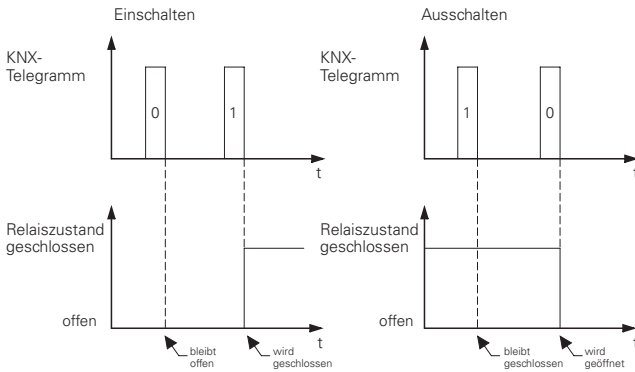 Einschalten
KNX-
Telegramm
0
1
t
Relaiszustand
geschlossen
offen
t
bleibt
offen
wird
geschlossen
Ausschalten
KNX-
Telegramm
1
0
t
Relaiszustand
geschlossen
offen
t
bleibt
geschlossen
wird
geöffnet